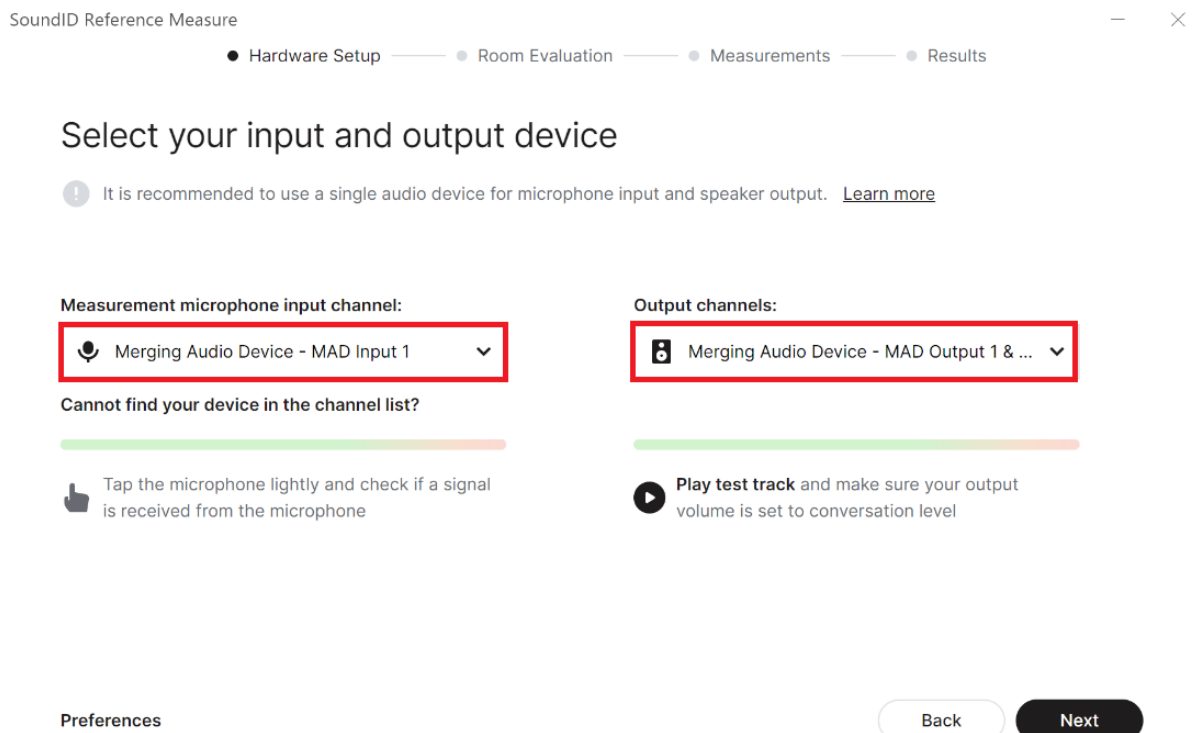 SoundID Reference Measure
Hardware Setup
Room Evaluation
Measurements
Results
Select your input and output device
It is recommended to use a single audio device for microphone input and speaker output. Learn more
Measurement microphone input channel:
Merging Audio Device - MAD Input 1
Cannot find your device in the channel list?
Tap the microphone lightly and check if a signal
is received from the microphone
Output channels:
Merging Audio Device - MAD Output 1 & ...
Play test track and make sure your output
volume is set to conversation level
Preferences
Back
Next